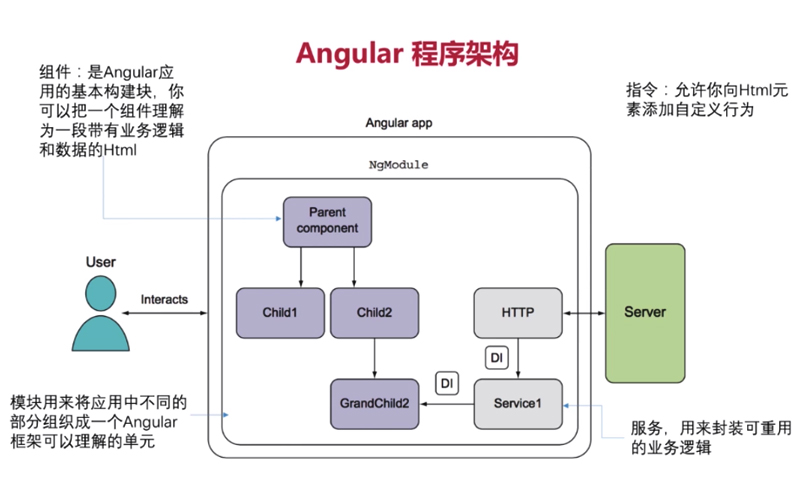 Angular 程序架构
组件：是Angular应
用的基本构建块，你
可以把一个组件理解
为一段带有业务逻辑
和数据的Html
指令：允许你向Html元
素添加自定义行为
Angular app
NgModule
Parent
component
User
Interacts
Child1
Child2
HTTP
Server
DI
DI
GrandChild2
Service1
模块用来将应用中不同的
部分组织成一个Angular
框架可以理解的单元
服务，用来封装可重用
的业务逻辑